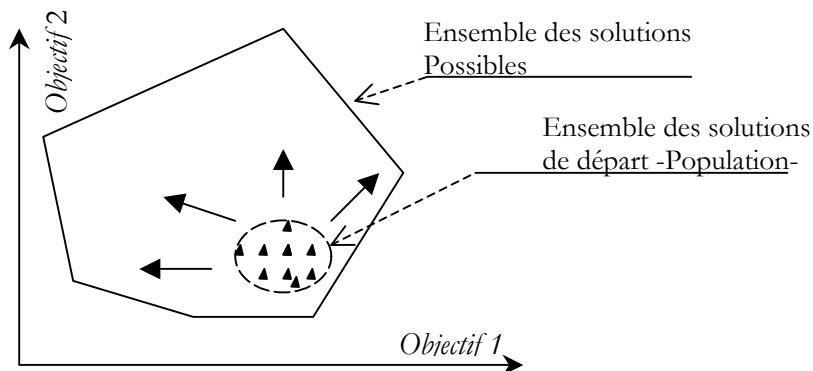 Objectif 2
Ensemble des solutions
Possibles
Ensemble des solutions
de départ -Population-
Objectif 1